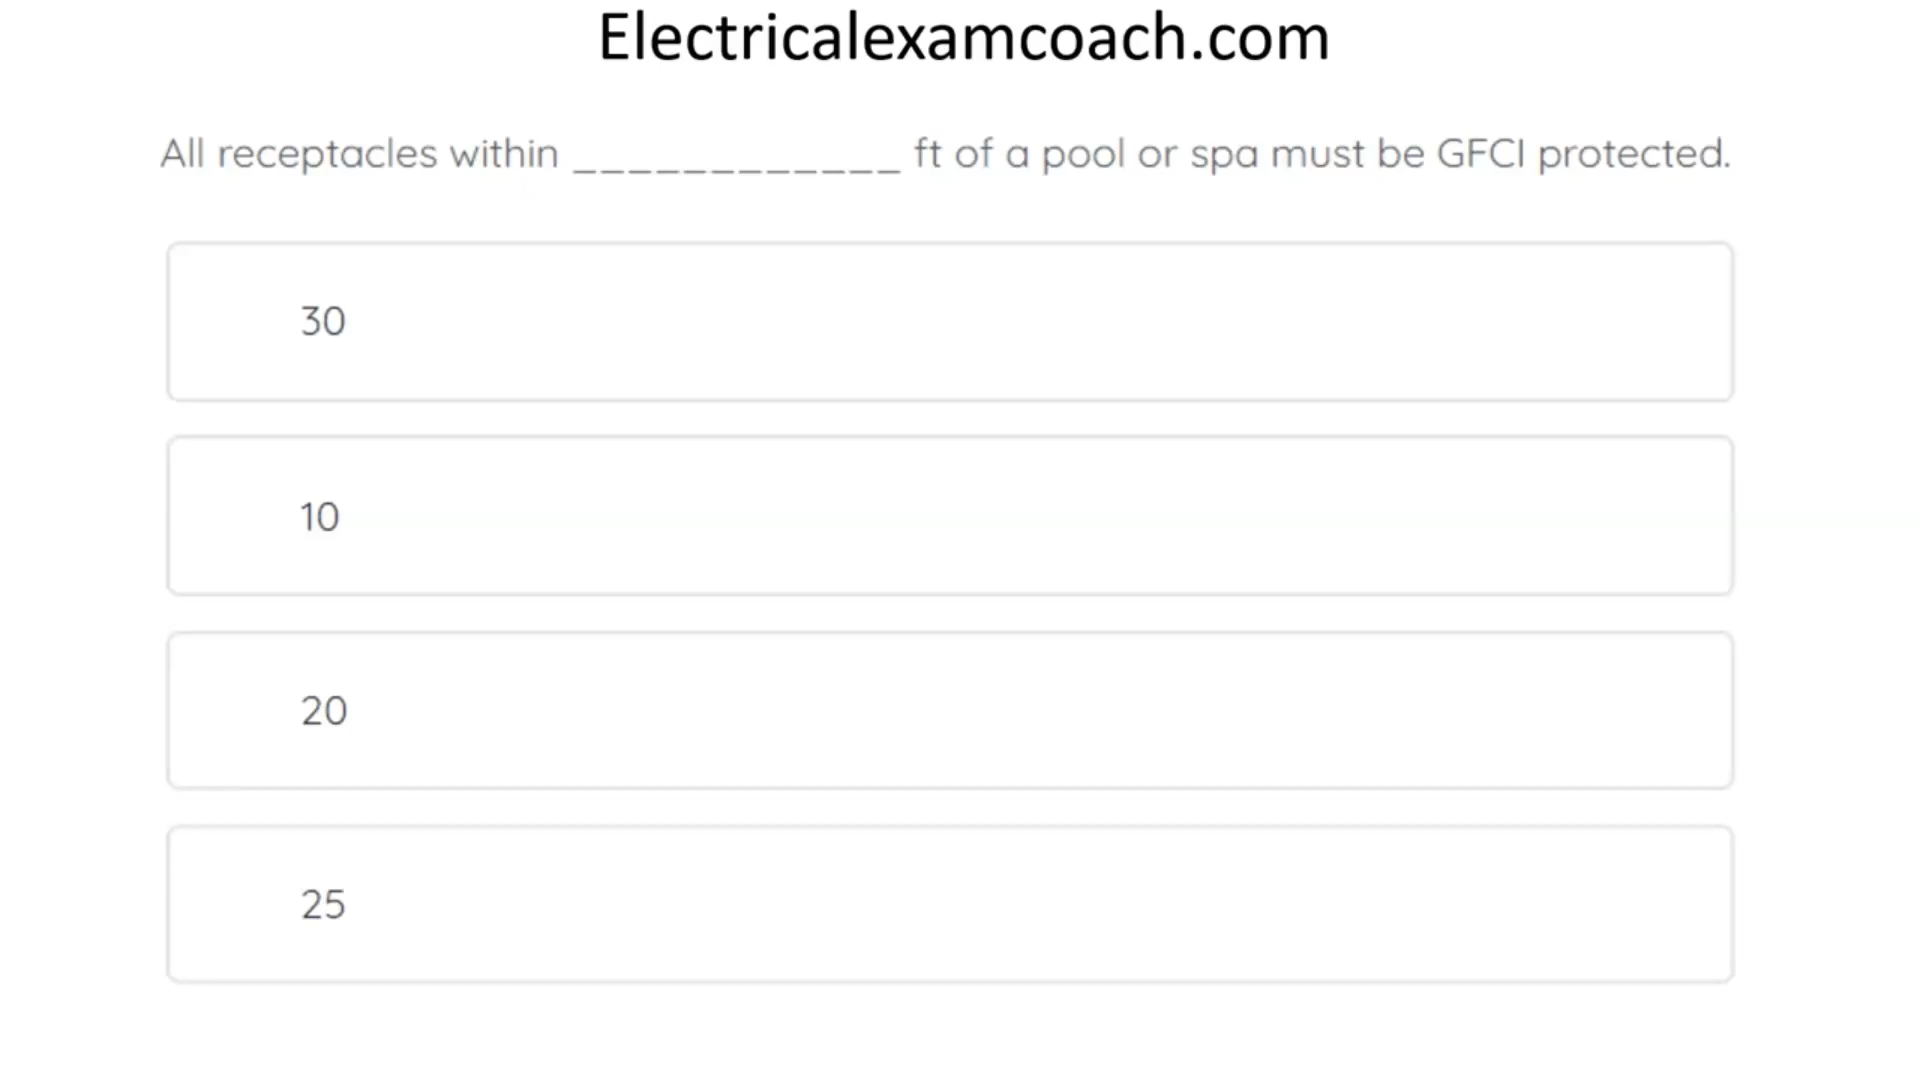 Electricalexamcoach.com
All receptacles within ____________ ft of a pool or spa must be GFCI protected.
30
10
20
25